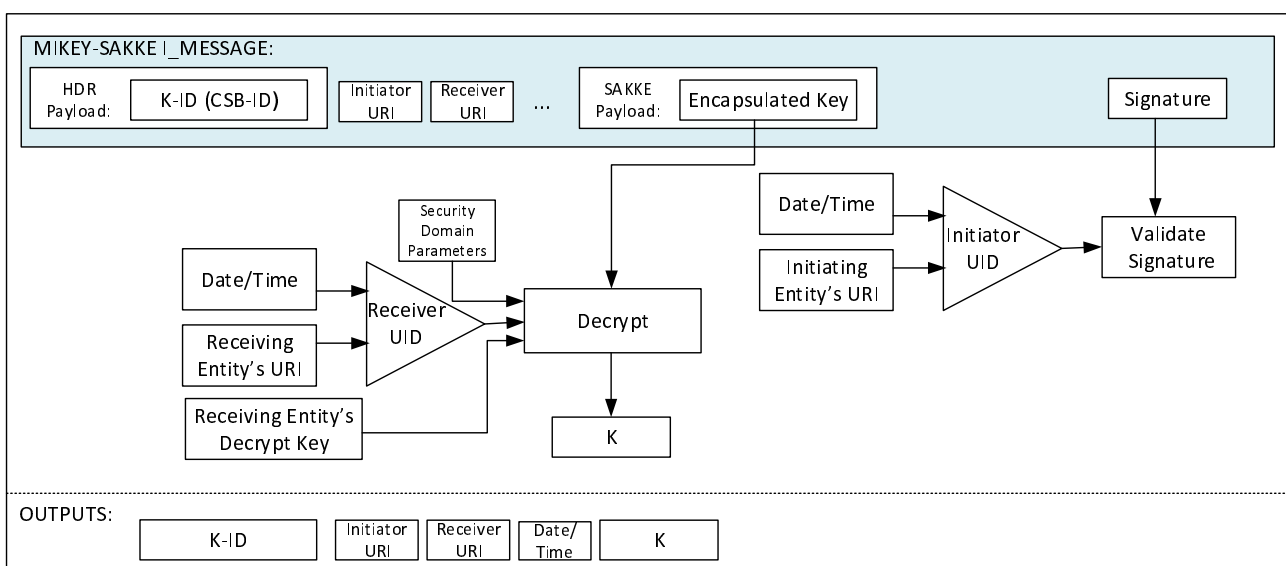 MIKEY-SAKKE I_MESSAGE:
HDR
Payload:
K-ID (CSB-ID)
Initiator
URI
Receiver
URI
...
SAKKE
Payload:
Encapsulated Key
Signature
Security
Domain
Parameters
Date/Time
Receiving
Entity’s URI
Receiver
UID
Receiving Entity’s
Decrypt Key
Decrypt
K
Date/Time
Initiating
Entity’s URI
Initiator
UID
Validate
Signature
OUTPUTS:
K-ID
Initiator
URI
Receiver
URI
Date/
Time
K